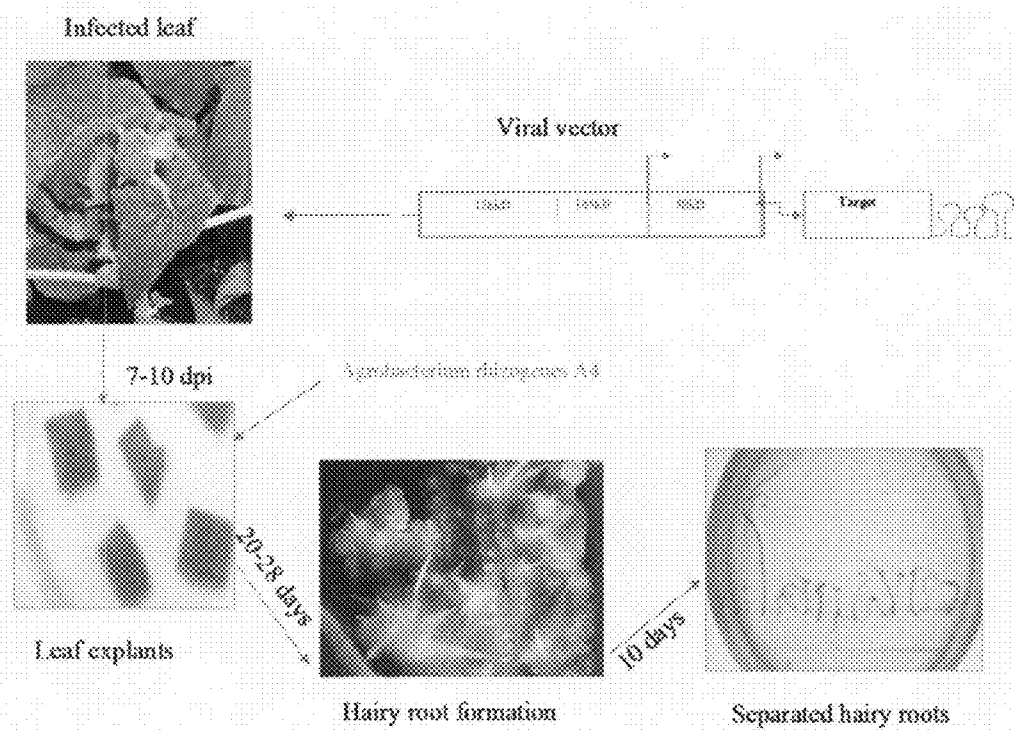 Infected leaf
Viral vector
Target
7-10 dpi
Agrobacterium rhizogenes A4
20-28 days
Leaf explants
10 days
Hairy root formation
Separated hairy roots